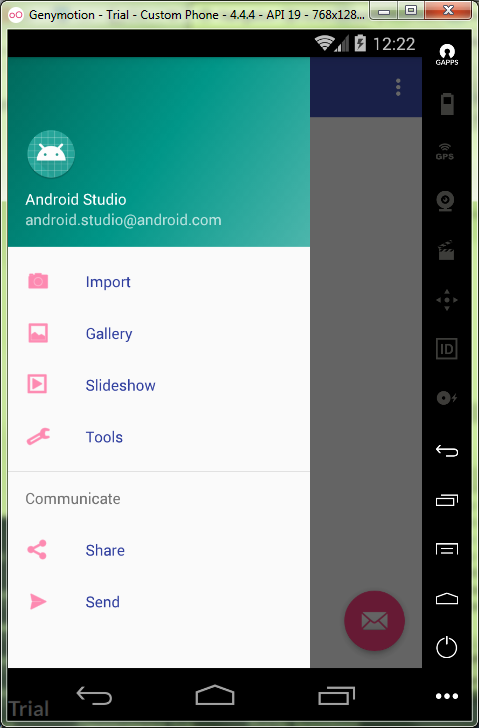 Genymotion - Trial - Custom Phone - 4.4.4 - API 19 - 768x128...
12:22
GAPPS
Android Studio
android.studio@android.com
GPS
Import
Gallery
ID
Slideshow
Tools
Communicate
Share
Send
Trial